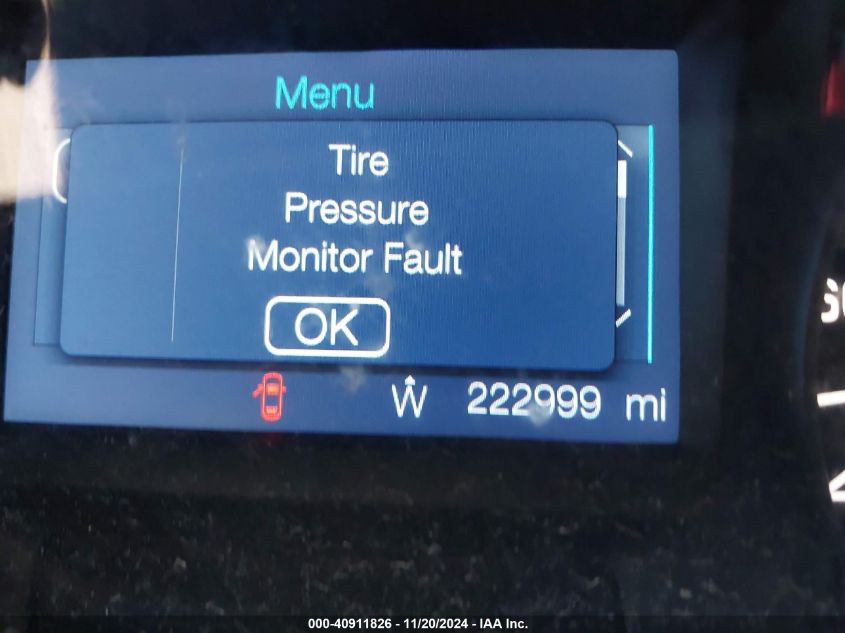 Menu
Tire
Pressure
Monitor Fault
OK
W 222999 mi
000-40911826 - 11/20/2024 - IAA Inc.